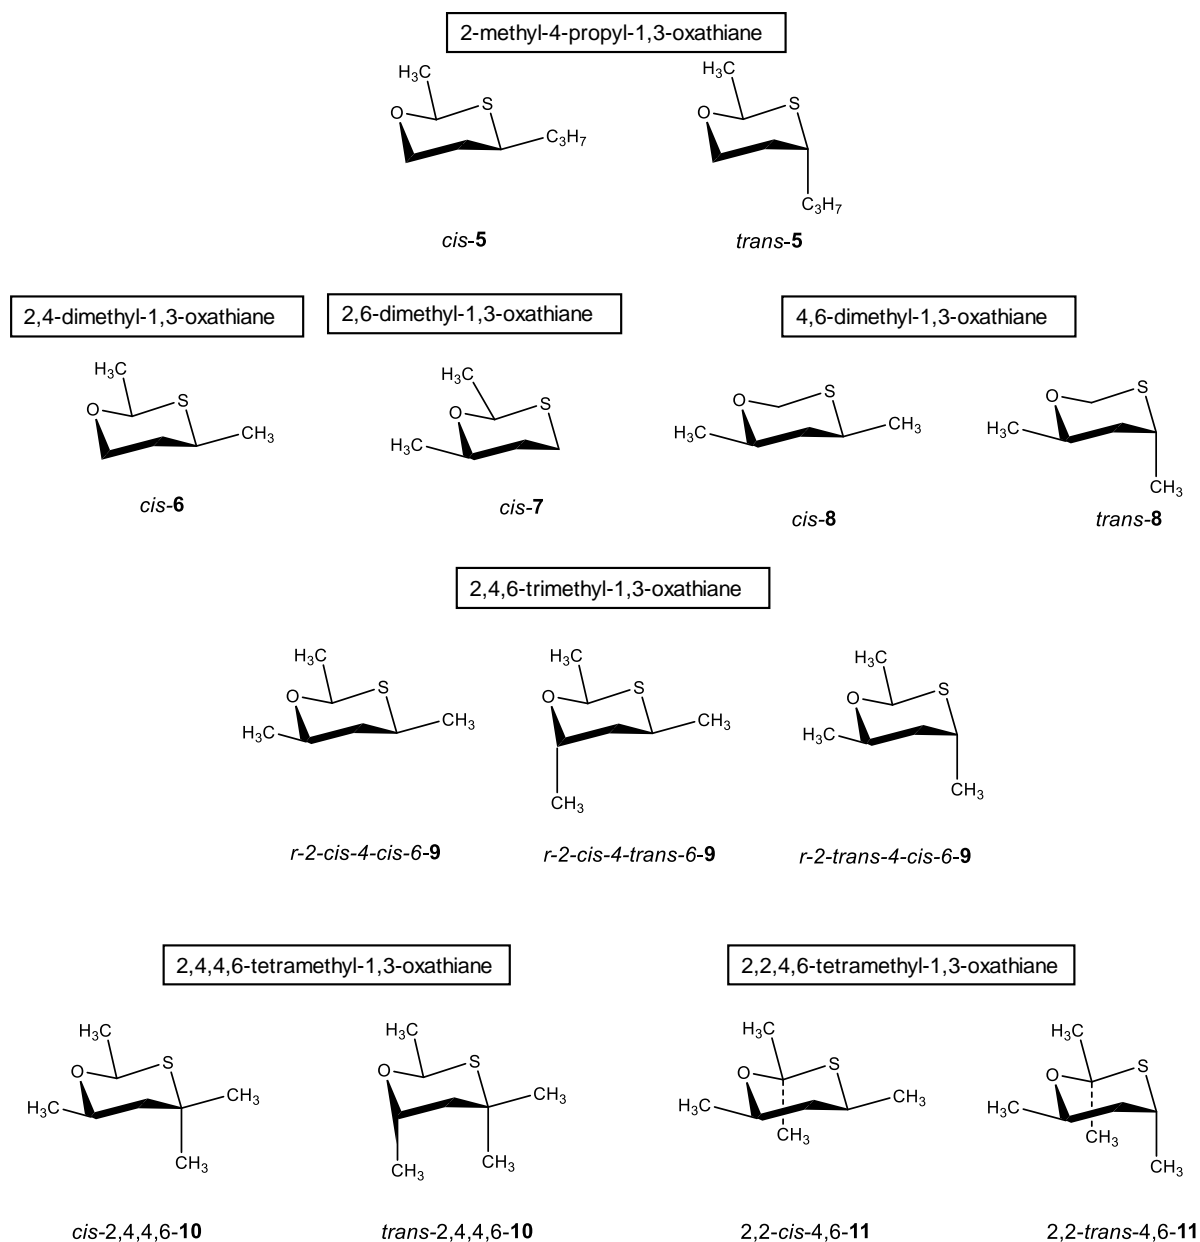 2-methyl-4-propyl-1,3-oxathiane
H₃C H₃C
O S O S
C₃H₇
C₃H₇
cis-5 trans-5
2,4-dimethyl-1,3-oxathiane 2,6-dimethyl-1,3-oxathiane 4,6-dimethyl-1,3-oxathiane
H₃C H₃C
O S O S O S O S
CH₃ H₃C H₃C CH₃ H₃C
CH₃
cis-6 cis-7 cis-8 trans-8
2,4,6-trimethyl-1,3-oxathiane
H₃C H₃C H₃C
O S O S O S
H₃C CH₃ CH₃ H₃C
CH₃ CH₃
r-2-cis-4-cis-6-9 r-2-cis-4-trans-6-9 r-2-trans-4-cis-6-9
2,4,4,6-tetramethyl-1,3-oxathiane 2,2,4,6-tetramethyl-1,3-oxathiane
H₃C H₃C H₃C H₃C
O S O S O S O S
H₃C CH₃ CH₃ H₃C CH₃ H₃C
CH₃ CH₃ CH₃ CH₃ CH₃ CH₃
cis-2,4,4,6-10 trans-2,4,4,6-10 2,2-cis-4,6-11 2,2-trans-4,6-11